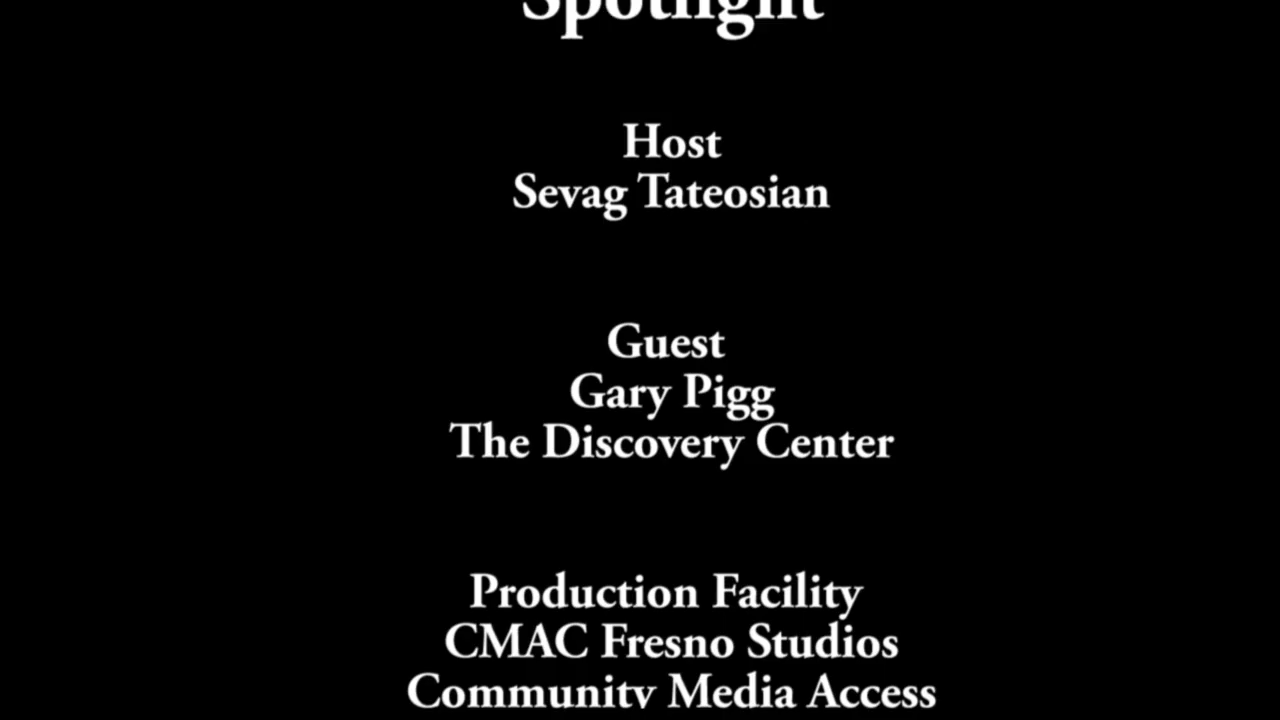 Spotlight
Host
Sevag Tateosian
Guest
Gary Pigg
The Discovery Center
Production Facility
CMAC Fresno Studios
Community Media Access